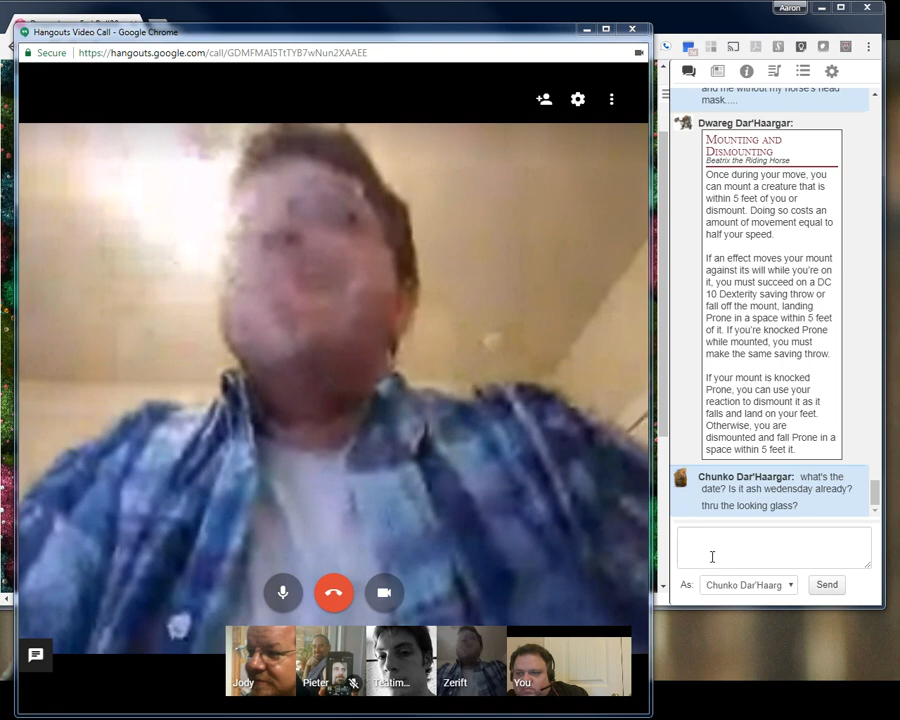 Aaron
Hangouts Video Call - Google Chrome
Secure
https://hangouts.google.com/call/GDMFMAI5TtTYB7wNun2XAAEE
and me without my horse's head
mask.....
Dwareg Dar'Haargar:
Mounting and
Dismounting
Beatrix the Riding Horse
Once during your move, you
can mount a creature that is
within 5 feet of you or
dismount. Doing so costs an
amount of movement equal to
half your speed.
If an effect moves your mount
against its will while you're on
it, you must succeed on a DC
10 Dexterity saving throw or
fall off the mount, landing
Prone in a space within 5 feet
of it. If you're knocked Prone
while mounted, you must
make the same saving throw.
If your mount is knocked
Prone, you can use your
reaction to dismount it as it
falls and land on your feet.
Otherwise, you are
dismounted and fall Prone in a
space within 5 feet it.
Chunko Dar'Haargar: what's the
date? Is it ash wedensday already?
thru the looking glass?
As:
Chunko Dar'Haarg
Send
Jody
Pieter
Teatim...
Zerift
You